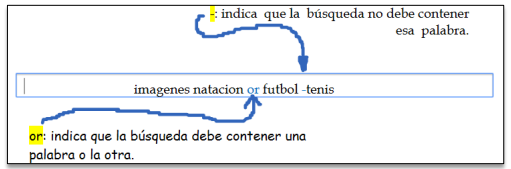 -: indica que la búsqueda no debe contener
esa palabra.
imagenes natacion or futbol -tenis
or: indica que la búsqueda debe contener una
palabra o la otra.